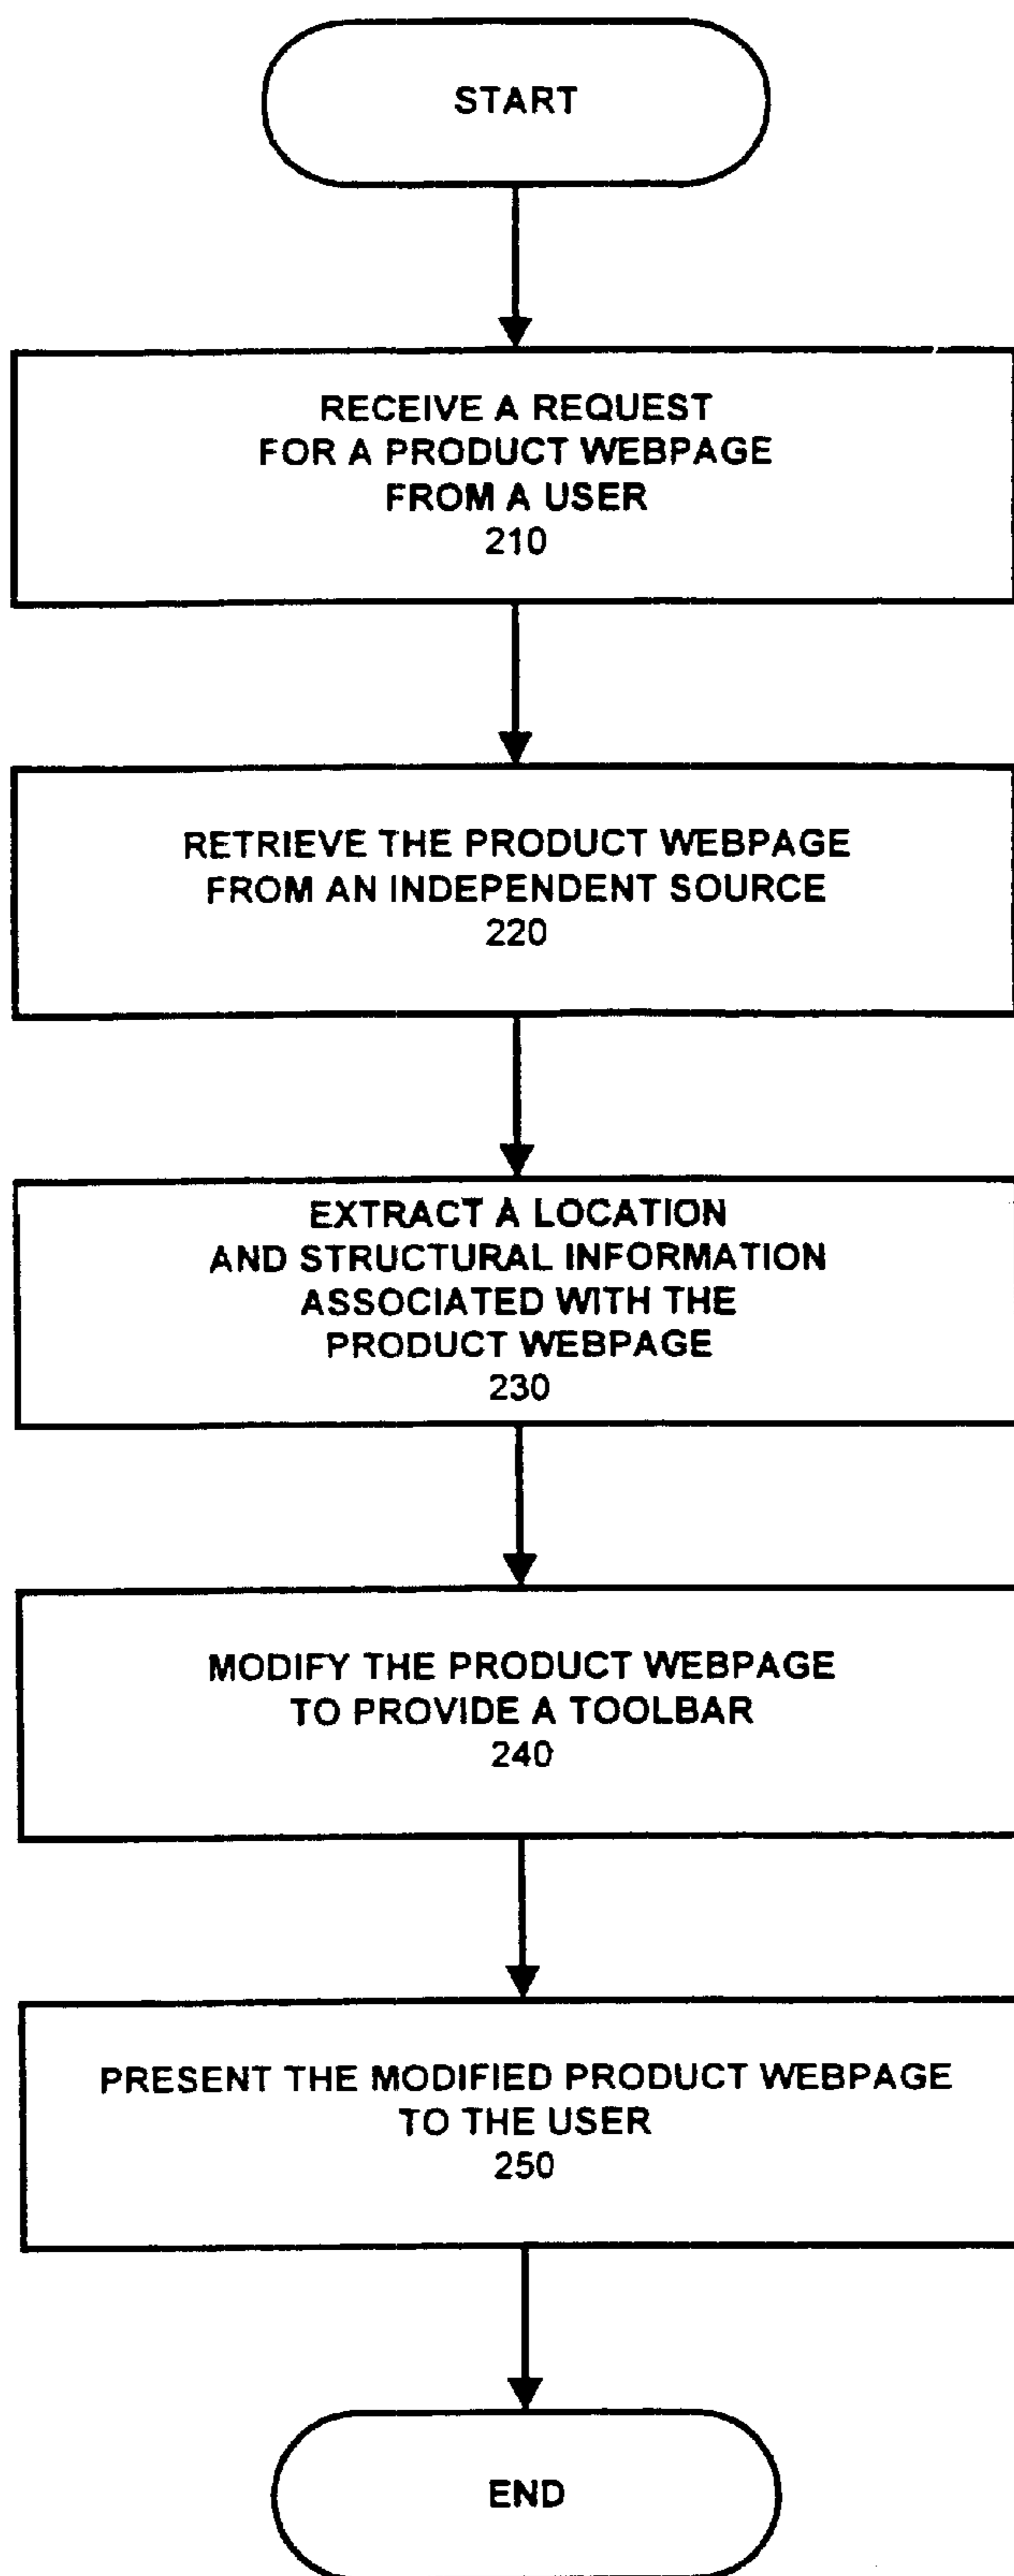 START
RECEIVE A REQUEST
FOR A PRODUCT WEBPAGE
FROM A USER
210
RETRIEVE THE PRODUCT WEBPAGE
FROM AN INDEPENDENT SOURCE
220
EXTRACT A LOCATION
AND STRUCTURAL INFORMATION
ASSOCIATED WITH THE
PRODUCT WEBPAGE
230
MODIFY THE PRODUCT WEBPAGE
TO PROVIDE A TOOLBAR
240
PRESENT THE MODIFIED PRODUCT WEBPAGE
TO THE USER
250
END